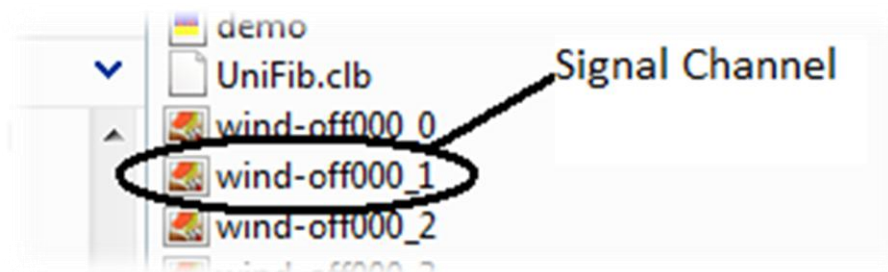 demo
UniFib.clb
Signal Channel
wind-off000_0
wind-off000_1
wind-off000_2